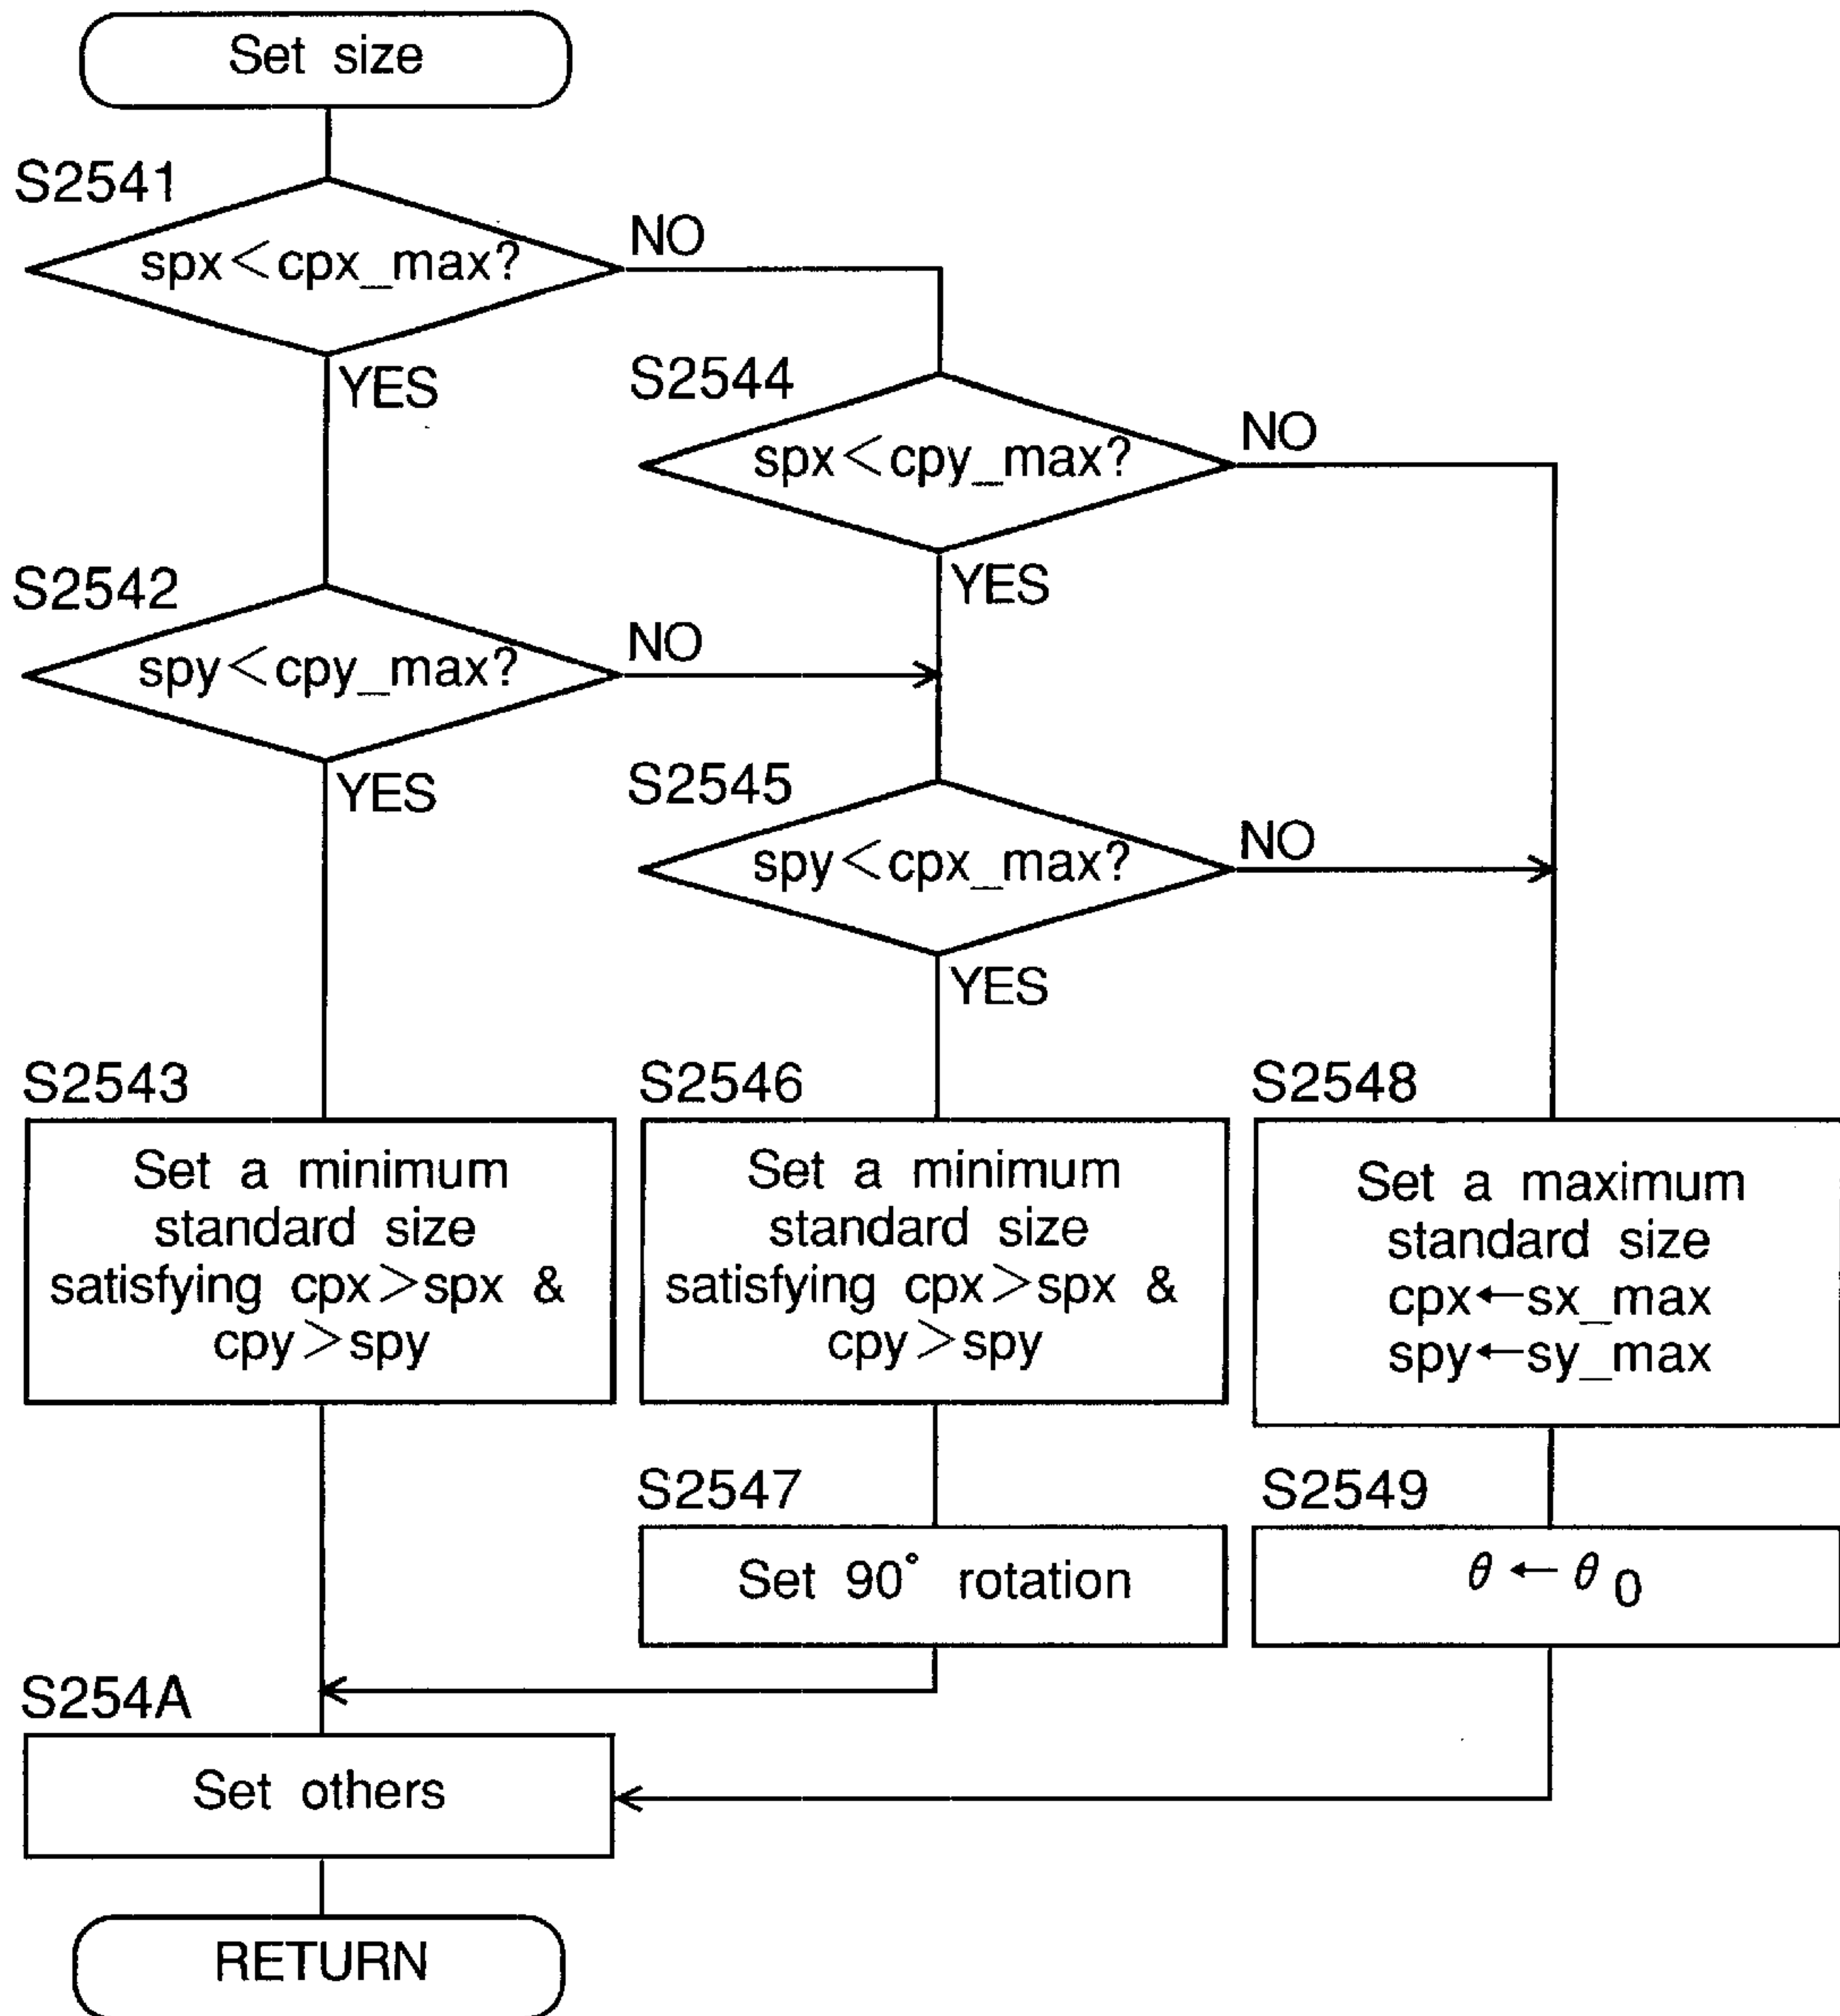 Set size
S2541
spx<cpx_max?
NO
YES
S2544
spx<cpy_max?
NO
YES
S2542
spy<cpy_max?
NO
YES
S2545
spy<cpx_max?
NO
YES
S2543
Set a minimum
standard size
satisfying cpx>spx &
cpy>spy
S2546
Set a minimum
standard size
satisfying cpx>spx &
cpy>spy
S2548
Set a maximum
standard size
cpx←sx_max
spy←sy_max
S2547
Set 90° rotation
S2549
θ ← θ 0
S254A
Set others
RETURN